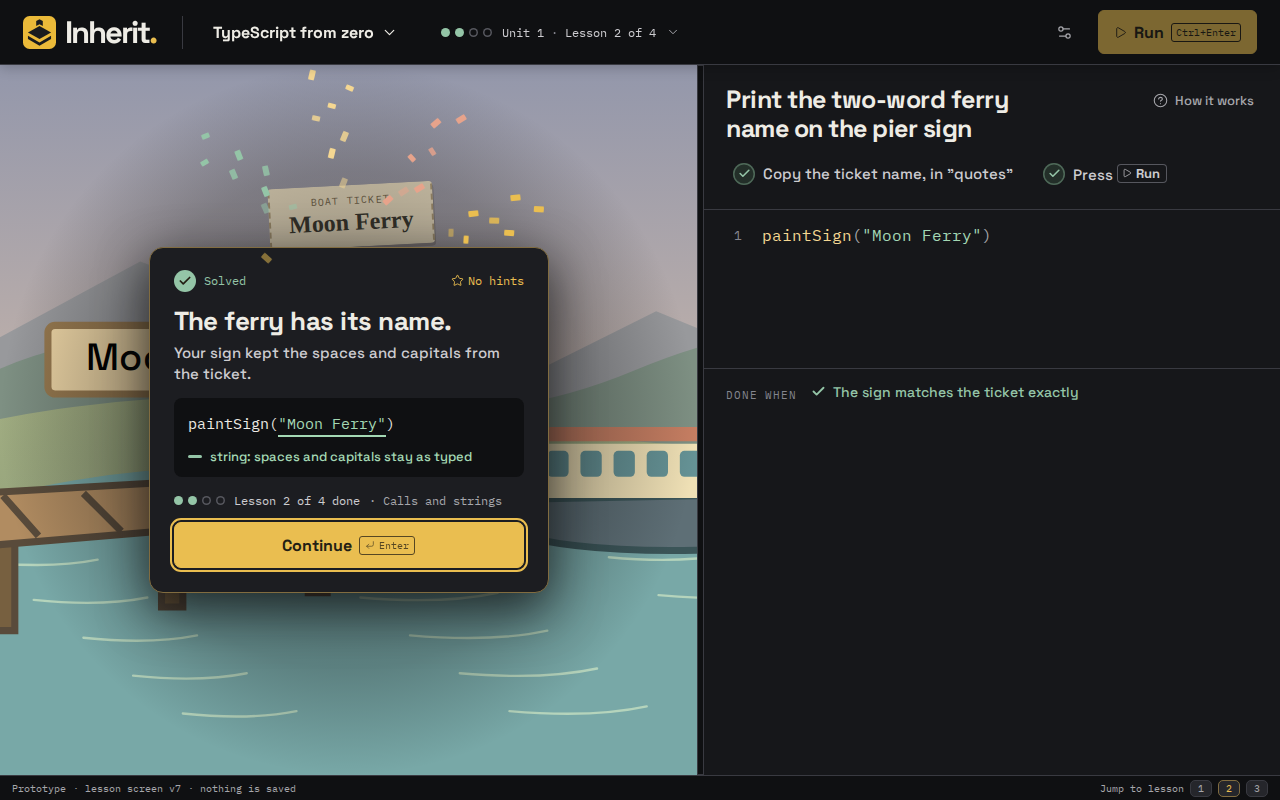 Inherit.
TypeScript from zero
Unit 1 · Lesson 2 of 4
Run Ctrl+Enter
BOAT TICKET
Moon Ferry
Moo
Solved
No hints
The ferry has its name.
Your sign kept the spaces and capitals from
the ticket.
paintSign("Moon Ferry")
string: spaces and capitals stay as typed
Lesson 2 of 4 done · Calls and strings
Continue Enter
Print the two-word ferry
name on the pier sign
How it works
Copy the ticket name, in "quotes"
Press Run
1 paintSign("Moon Ferry")
DONE WHEN
The sign matches the ticket exactly
Prototype · lesson screen v7 · nothing is saved
Jump to lesson 1 2 3